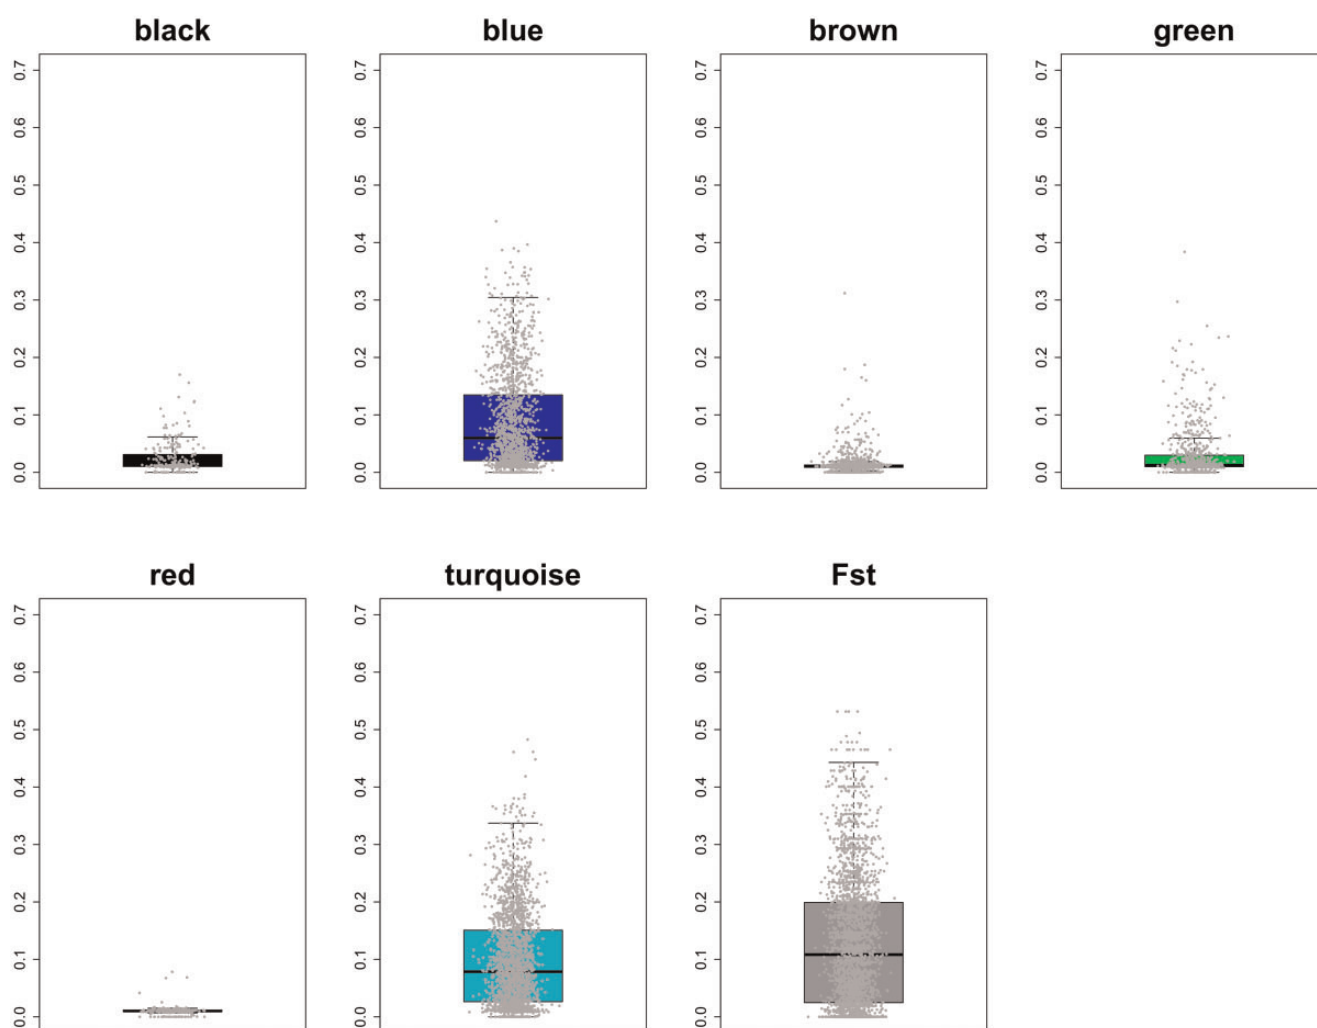 black blue brown green
0.7 0.7 0.7 0.7
0.6 0.6 0.6 0.6
0.5 0.5 0.5 0.5
0.4 0.4 0.4 0.4
0.3 0.3 0.3 0.3
0.2 0.2 0.2 0.2
0.1 0.1 0.1 0.1
0.0 0.0 0.0 0.0
red turquoise Fst
0.7 0.7 0.7
0.6 0.6 0.6
0.5 0.5 0.5
0.4 0.4 0.4
0.3 0.3 0.3
0.2 0.2 0.2
0.1 0.1 0.1
0.0 0.0 0.0